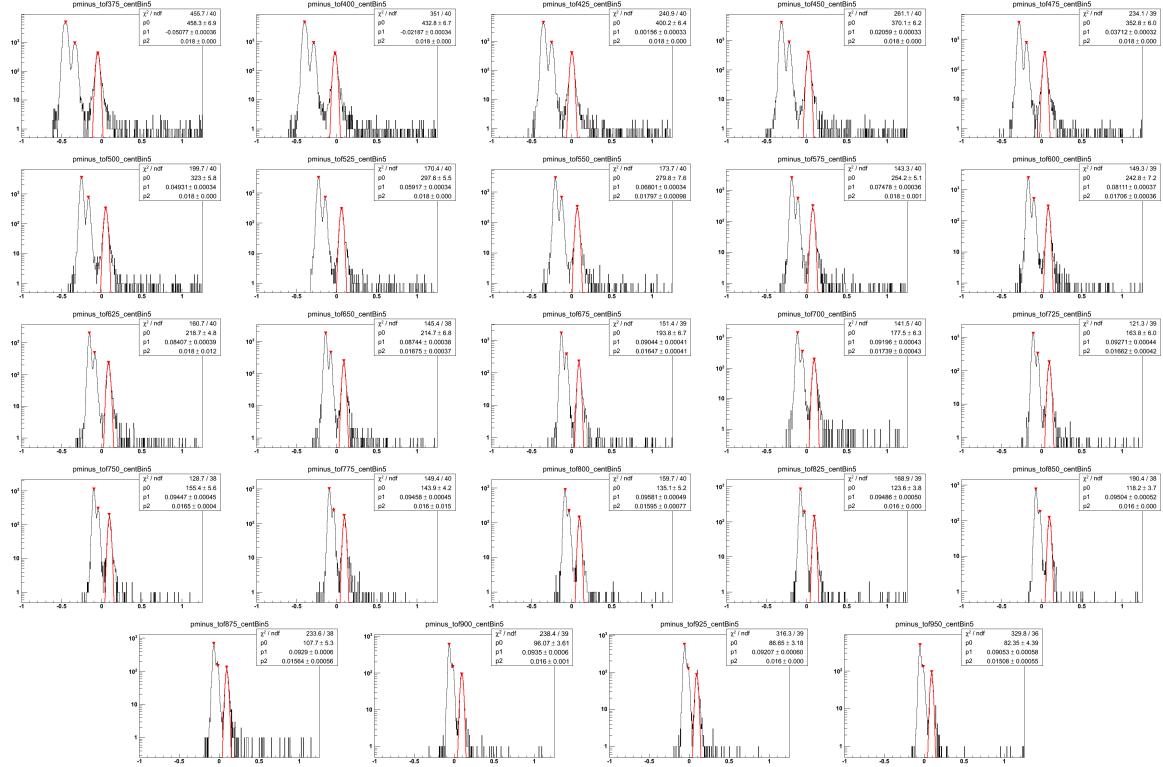 pminus_tof375_centBin5
χ² / ndf 455.7 / 40
p0 458.3 ± 6.9
p1 -0.05077 ± 0.00036
p2 0.018 ± 0.000
pminus_tof400_centBin5
χ² / ndf 351 / 40
p0 432.8 ± 6.7
p1 -0.02187 ± 0.00034
p2 0.018 ± 0.000
pminus_tof425_centBin5
χ² / ndf 240.9 / 40
p0 400.2 ± 6.4
p1 0.00156 ± 0.00033
p2 0.018 ± 0.000
pminus_tof450_centBin5
χ² / ndf 261.1 / 40
p0 370.1 ± 6.2
p1 0.02059 ± 0.00033
p2 0.018 ± 0.000
pminus_tof475_centBin5
χ² / ndf 234.1 / 39
p0 352.8 ± 6.0
p1 0.03712 ± 0.00032
p2 0.018 ± 0.000
pminus_tof500_centBin5
χ² / ndf 199.7 / 40
p0 323 ± 5.8
p1 0.04931 ± 0.00034
p2 0.018 ± 0.000
pminus_tof525_centBin5
χ² / ndf 170.4 / 40
p0 297.6 ± 5.5
p1 0.05917 ± 0.00034
p2 0.018 ± 0.000
pminus_tof550_centBin5
χ² / ndf 173.7 / 40
p0 279.8 ± 7.6
p1 0.06801 ± 0.00034
p2 0.01797 ± 0.00098
pminus_tof575_centBin5
χ² / ndf 143.3 / 40
p0 254.2 ± 5.1
p1 0.07478 ± 0.00036
p2 0.018 ± 0.001
pminus_tof600_centBin5
χ² / ndf 149.3 / 39
p0 242.8 ± 7.2
p1 0.08111 ± 0.00037
p2 0.01706 ± 0.00036
pminus_tof625_centBin5
χ² / ndf 160.7 / 40
p0 218.7 ± 4.8
p1 0.08407 ± 0.00039
p2 0.018 ± 0.012
pminus_tof650_centBin5
χ² / ndf 145.4 / 38
p0 214.7 ± 6.8
p1 0.08744 ± 0.00038
p2 0.01675 ± 0.00037
pminus_tof675_centBin5
χ² / ndf 151.4 / 39
p0 193.8 ± 6.7
p1 0.09044 ± 0.00041
p2 0.01647 ± 0.00041
pminus_tof700_centBin5
χ² / ndf 141.5 / 40
p0 177.5 ± 6.3
p1 0.09196 ± 0.00043
p2 0.01739 ± 0.00043
pminus_tof725_centBin5
χ² / ndf 121.3 / 39
p0 163.8 ± 6.0
p1 0.09271 ± 0.00044
p2 0.01662 ± 0.00042
pminus_tof750_centBin5
χ² / ndf 128.7 / 38
p0 155.4 ± 5.6
p1 0.09447 ± 0.00045
p2 0.0165 ± 0.0004
pminus_tof775_centBin5
χ² / ndf 149.4 / 40
p0 143.9 ± 4.2
p1 0.09458 ± 0.00045
p2 0.016 ± 0.015
pminus_tof800_centBin5
χ² / ndf 159.7 / 40
p0 135.1 ± 5.2
p1 0.09581 ± 0.00049
p2 0.01595 ± 0.00077
pminus_tof825_centBin5
χ² / ndf 168.9 / 39
p0 123.6 ± 3.8
p1 0.09486 ± 0.00050
p2 0.016 ± 0.000
pminus_tof850_centBin5
χ² / ndf 190.4 / 38
p0 118.2 ± 3.7
p1 0.09504 ± 0.00052
p2 0.016 ± 0.000
pminus_tof875_centBin5
χ² / ndf 233.6 / 38
p0 107.7 ± 5.3
p1 0.0929 ± 0.0006
p2 0.01564 ± 0.00056
pminus_tof900_centBin5
χ² / ndf 238.4 / 39
p0 96.07 ± 3.61
p1 0.0935 ± 0.0006
p2 0.016 ± 0.001
pminus_tof925_centBin5
χ² / ndf 316.3 / 39
p0 86.65 ± 3.18
p1 0.09207 ± 0.00060
p2 0.016 ± 0.000
pminus_tof950_centBin5
χ² / ndf 329.8 / 36
p0 82.35 ± 4.39
p1 0.09053 ± 0.00058
p2 0.01508 ± 0.00055